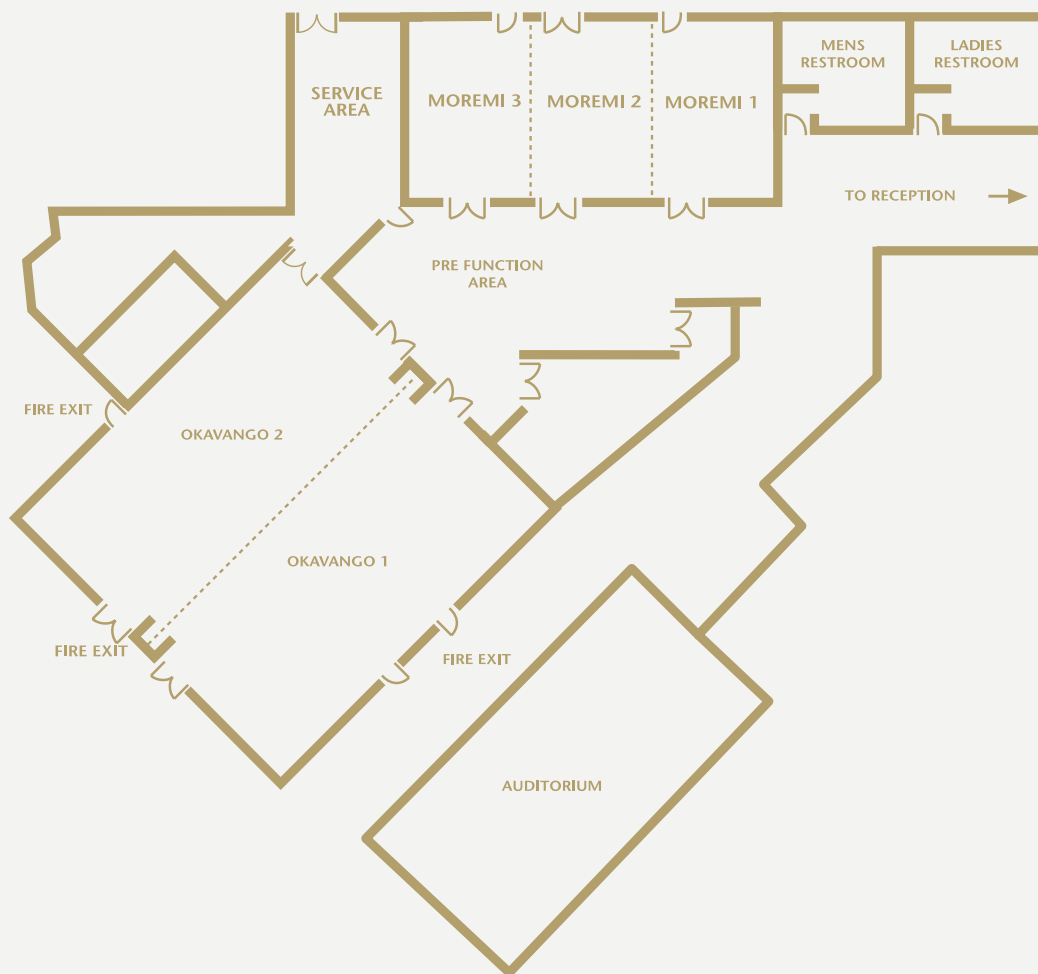 MENS
RESTROOM
LADIES
RESTROOM
SERVICE
AREA
MOREMI 3
MOREMI 2
MOREMI 1
TO RECEPTION
PRE FUNCTION
AREA
FIRE EXIT
OKAVANGO 2
OKAVANGO 1
FIRE EXIT
FIRE EXIT
AUDITORIUM